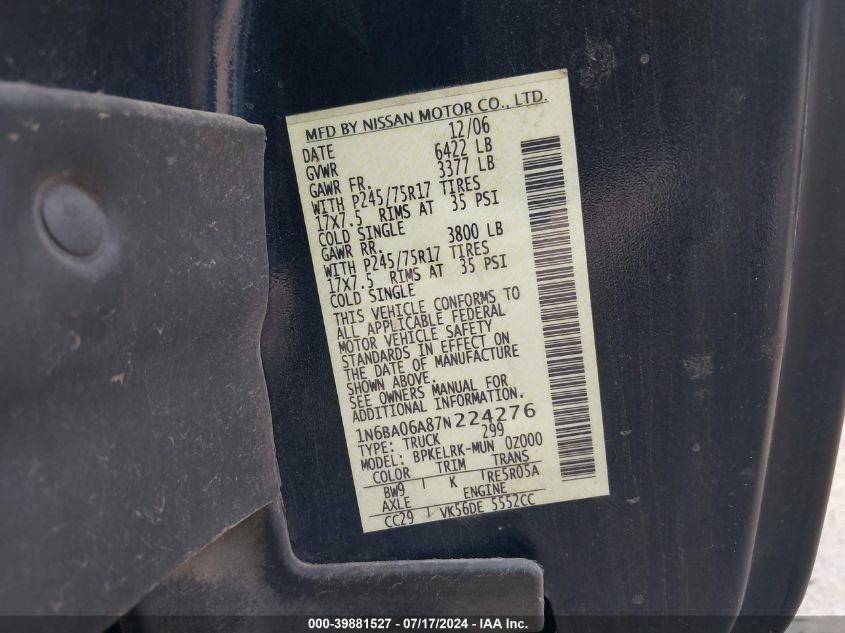 MFD BY NISSAN MOTOR CO., LTD.
DATE 12/06
GVWR 6422 LB
GAWR FR. 3377 LB
WITH P245/75R17 TIRES
17X7.5 RIMS AT 35 PSI
COLD SINGLE
GAWR RR. 3800 LB
WITH P245/75R17 TIRES
17X7.5 RIMS AT 35 PSI
COLD SINGLE
THIS VEHICLE CONFORMS TO
ALL APPLICABLE FEDERAL
MOTOR VEHICLE SAFETY
STANDARDS IN EFFECT ON
THE DATE OF MANUFACTURE
SHOWN ABOVE.
SEE OWNERS MANUAL FOR
ADDITIONAL INFORMATION.
1N6BA06A87N224276
TYPE: TRUCK 299
MODEL: BPKELRK-MUN 0Z000
COLOR TRIM TRANS
BW9 K RE5R05A
AXLE ENGINE
CC29 VK56DE 5552CC
000-39881527 - 07/17/2024 - IAA Inc.